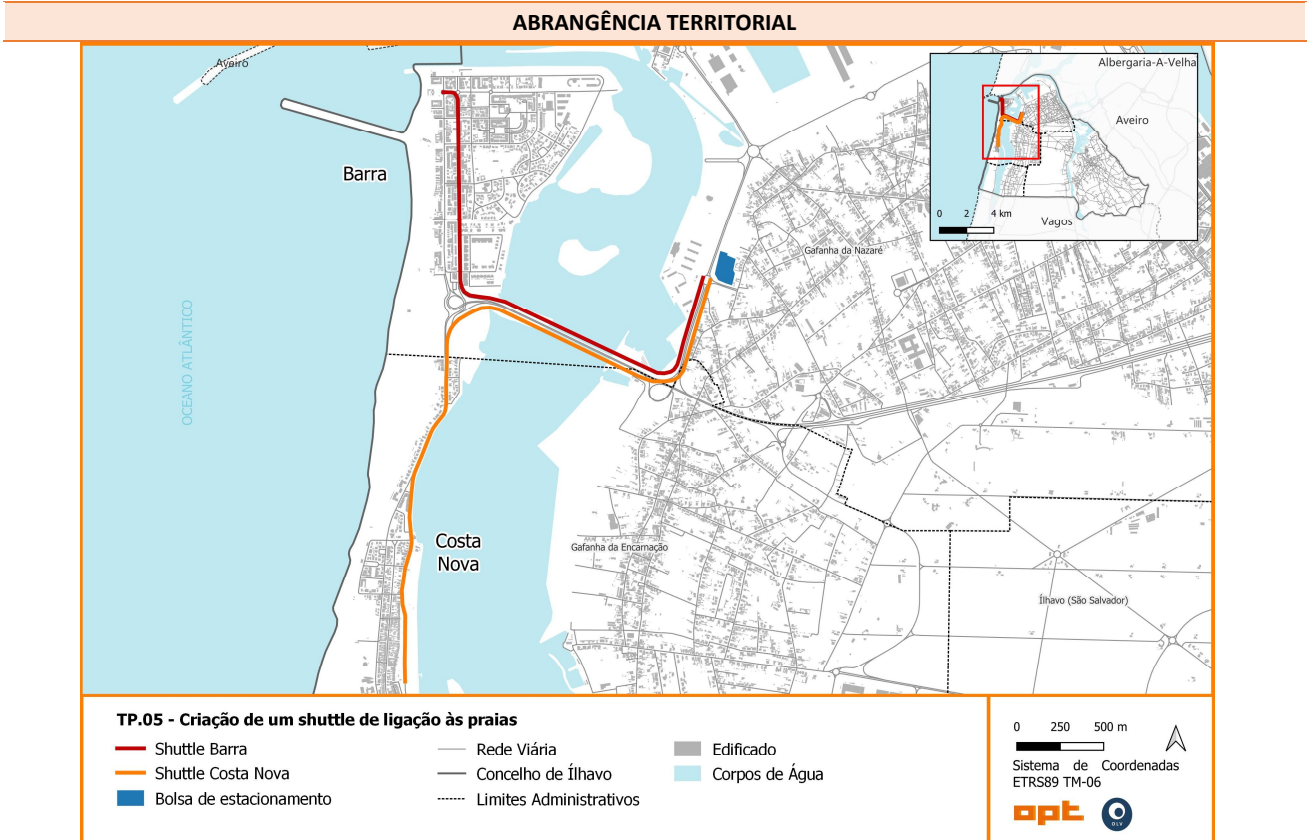 ABRANGÊNCIA TERRITORIAL
Aveiro
Barra
OCEANO ATLÂNTICO
Costa
Nova
Gafanha da Nazaré
Gafanha da Encarnação
Ílhavo (São Salvador)
Albergaria-A-Velha
Aveiro
Vagos
0 2 4 km
TP.05 - Criação de um shuttle de ligação às praias
Shuttle Barra
Shuttle Costa Nova
Bolsa de estacionamento
Rede Viária
Concelho de Ílhavo
Limites Administrativos
Edificado
Corpos de Água
0 250 500 m
Sistema de Coordenadas
ETRS89 TM-06
opt
OLV